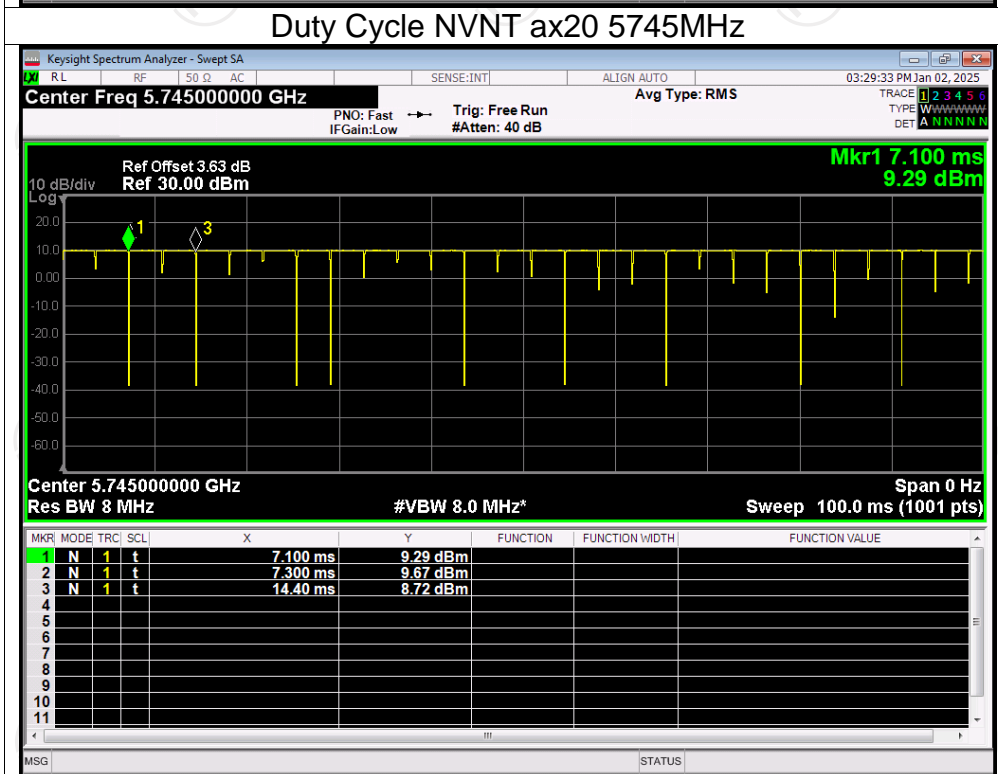 Duty Cycle NVNT ax20 5745MHz
Keysight Spectrum Analyzer - Swept SA
LXI RL RF 50 Ω AC SENSE:INT ALIGN AUTO 03:29:33 PM Jan 02, 2025
Center Freq 5.745000000 GHz Avg Type: RMS TRACE 1 2 3 4 5 6
PNO: Fast Trig: Free Run TYPE WWWWWW
IFGain:Low #Atten: 40 dB DET A N N N N N
Mkr1 7.100 ms
Ref Offset 3.63 dB
10 dB/div Ref 30.00 dBm 9.29 dBm
Log
20.0
1
3
10.0
0.00
-10.0
-20.0
-30.0
-40.0
-50.0
-60.0
Center 5.745000000 GHz Span 0 Hz
Res BW 8 MHz #VBW 8.0 MHz* Sweep 100.0 ms (1001 pts)
MKR MODE TRC SCL X Y FUNCTION FUNCTION WIDTH FUNCTION VALUE
1 N 1 t 7.100 ms 9.29 dBm
2 N 1 t 7.300 ms 9.67 dBm
3 N 1 t 14.40 ms 8.72 dBm
4
5
6
7
8
9
10
11
MSG STATUS